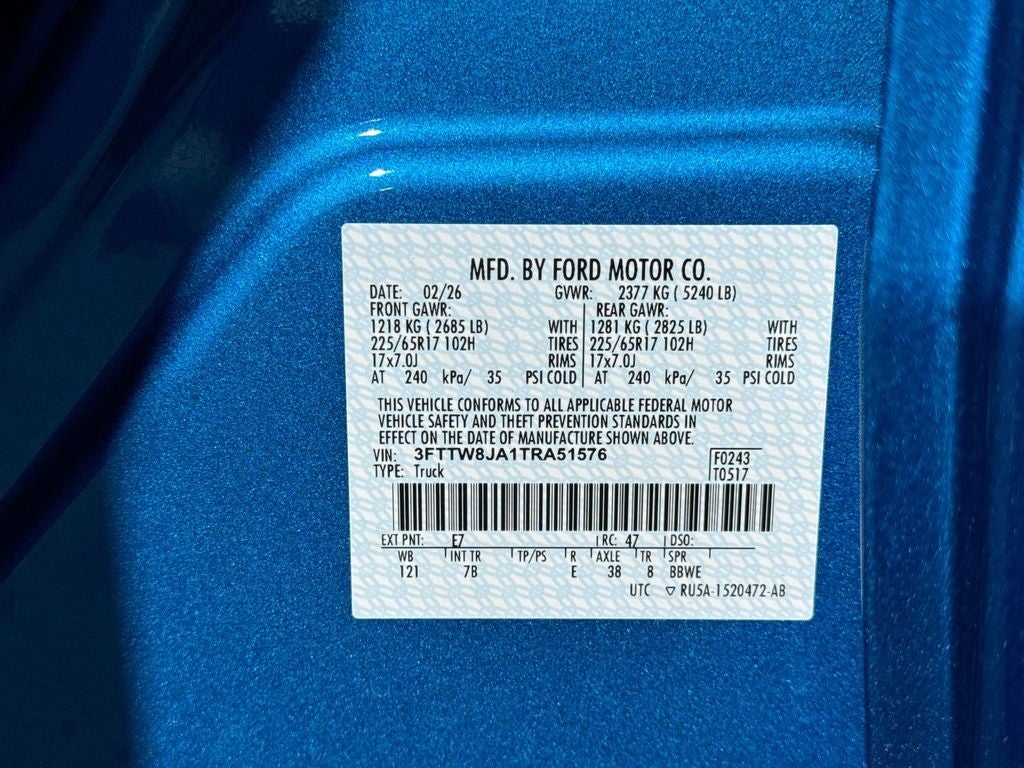 MFD. BY FORD MOTOR CO.
DATE: 02/26 GVWR: 2377 KG ( 5240 LB)
FRONT GAWR: REAR GAWR:
1218 KG ( 2685 LB) WITH 1281 KG ( 2825 LB) WITH
225/65R17 102H TIRES 225/65R17 102H TIRES
17x7.0J RIMS 17x7.0J RIMS
AT 240 kPa/ 35 PSI COLD AT 240 kPa/ 35 PSI COLD
THIS VEHICLE CONFORMS TO ALL APPLICABLE FEDERAL MOTOR
VEHICLE SAFETY AND THEFT PREVENTION STANDARDS IN
EFFECT ON THE DATE OF MANUFACTURE SHOWN ABOVE.
VIN: 3FTTW8JA1TRA51576 F0243
TYPE: Truck T0517
EXT PNT: E7 RC: 47 DSO:
WB INT TR TP/PS R AXLE TR SPR
121 7B E 38 8 BBWE
UTC ▽ RU5A-1520472-AB